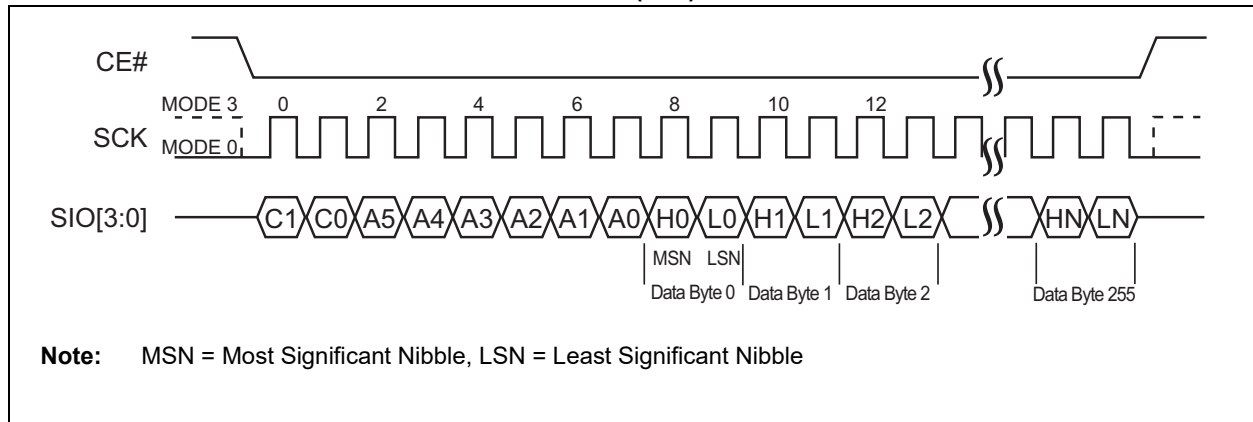 CE#
MODE 3 0 2 4 6 8 10 12
SCK MODE 0
SIO[3:0] C1 C0 A5 A4 A3 A2 A1 A0 H0 L0 H1 L1 H2 L2 HN LN
MSN LSN
Data Byte 0 Data Byte 1 Data Byte 2 Data Byte 255
Note: MSN = Most Significant Nibble, LSN = Least Significant Nibble